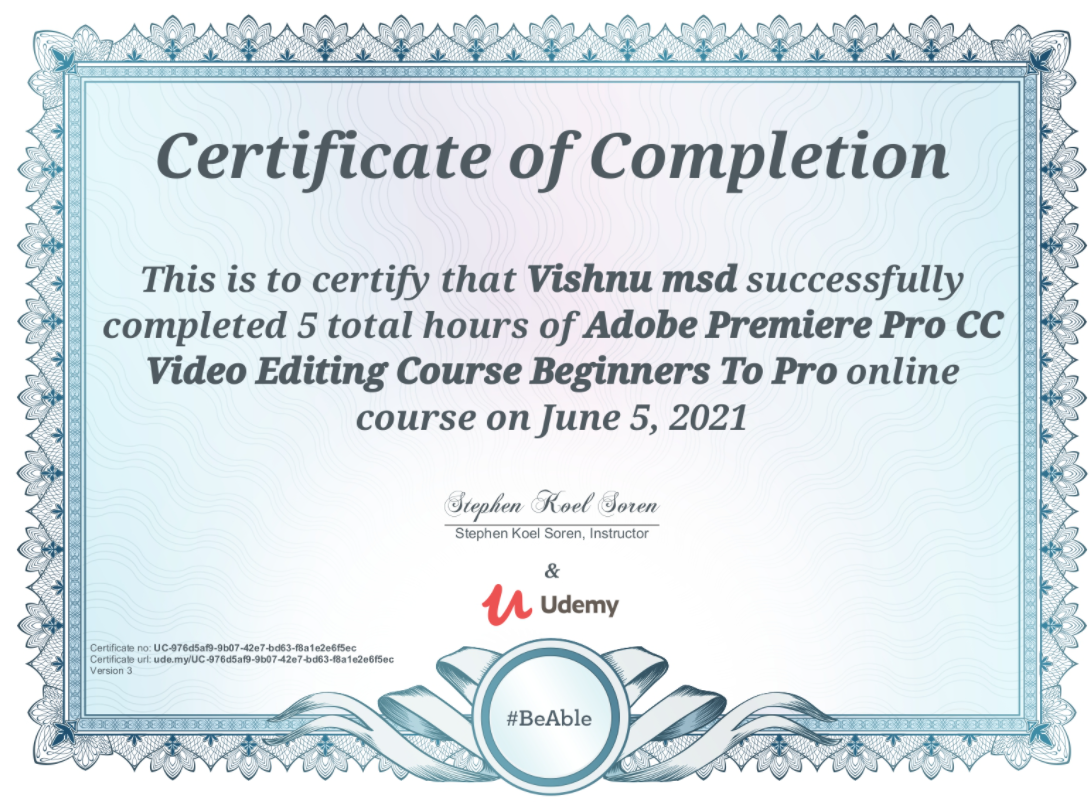 Certificate of Completion
This is to certify that Vishnu msd successfully
completed 5 total hours of Adobe Premiere Pro CC
Video Editing Course Beginners To Pro online
course on June 5, 2021
Stephen Koel Soren
Stephen Koel Soren, Instructor
&
Udemy
Certificate no: UC-976d5af9-9b07-42e7-bd63-f8a1e2e6f5ec
Certificate url: ude.my/UC-976d5af9-9b07-42e7-bd63-f8a1e2e6f5ec
Version 3
#BeAble